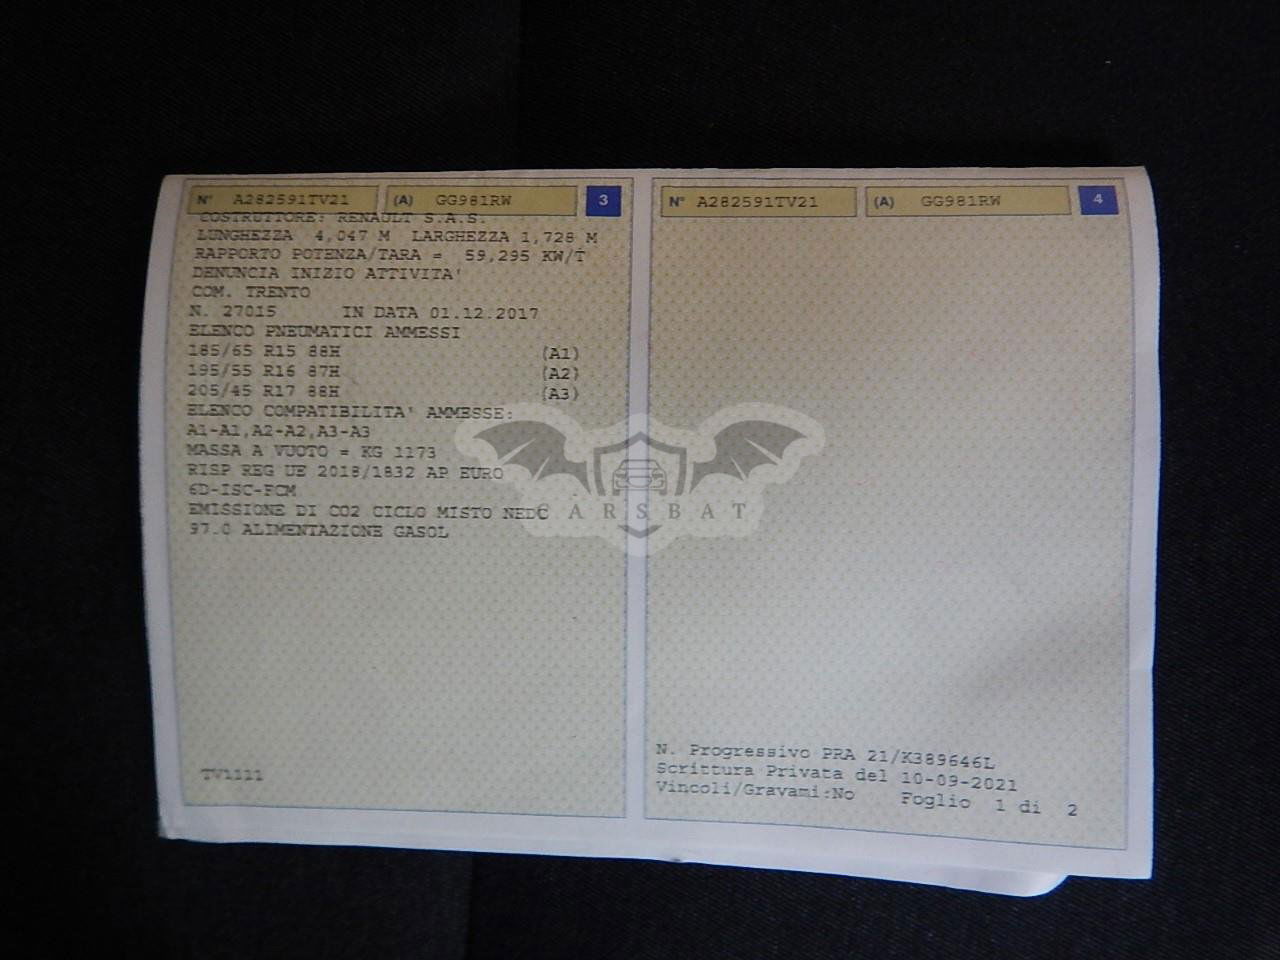 N° A282591TV21 (A) GG981RW 3
COSTRUTTORE: RENAULT S.A.S.
LUNGHEZZA 4,047 M LARGHEZZA 1,728 M
RAPPORTO POTENZA/TARA = 59,295 KW/T
DENUNCIA INIZIO ATTIVITA'
COM. TRENTO
N. 27015 IN DATA 01.12.2017
ELENCO PNEUMATICI AMMESSI
185/65 R15 88H (A1)
195/55 R16 87H (A2)
205/45 R17 88H (A3)
ELENCO COMPATIBILITA' AMMESSE:
A1-A1,A2-A2,A3-A3
MASSA A VUOTO = KG 1173
RISP REG UE 2018/1832 AP EURO
6D-ISC-FCM
EMISSIONE DI CO2 CICLO MISTO NEDC
97.0 ALIMENTAZIONE GASOL
TV1111
N° A282591TV21 (A) GG981RW 4
N. Progressivo PRA 21/K389646L
Scrittura Privata del 10-09-2021
Vincoli/Gravami:No Foglio 1 di 2
CARSBAT